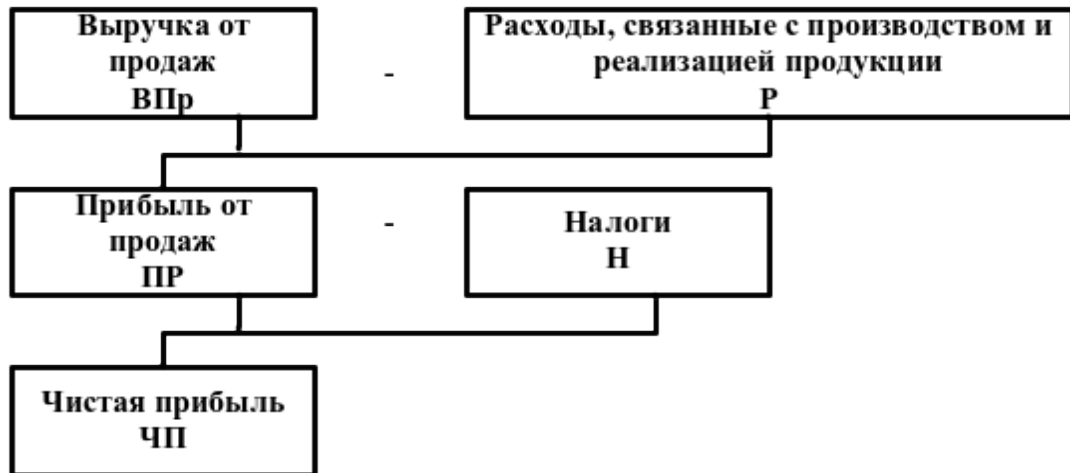 Выручка от
продаж
ВПр
-
Расходы, связанные с производством и
реализацией продукции
Р
Прибыль от
продаж
ПР
-
Налоги
Н
Чистая прибыль
ЧП